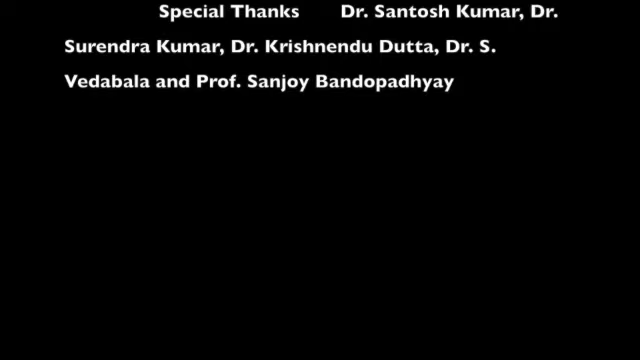 Special Thanks Dr. Santosh Kumar, Dr.
Surendra Kumar, Dr. Krishnendu Dutta, Dr. S.
Vedabala and Prof. Sanjoy Bandopadhyay